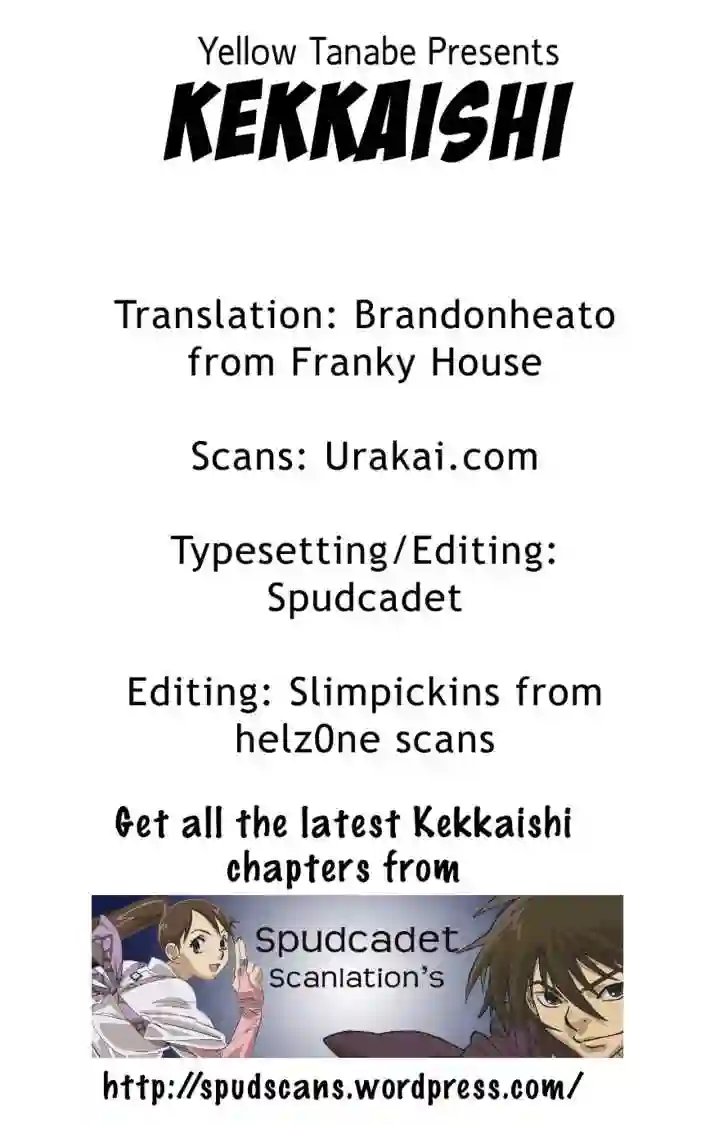 Yellow Tanabe Presents
KEKKAISHI
Translation: Brandonheato
from Franky House
Scans: Urakai.com
Typesetting/Editing:
Spudcadet
Editing: Slimpickins from
helz0ne scans
Get all the latest Kekkaishi
chapters from
Spudcadet
Scanlation's
http://spudscans.wordpress.com/